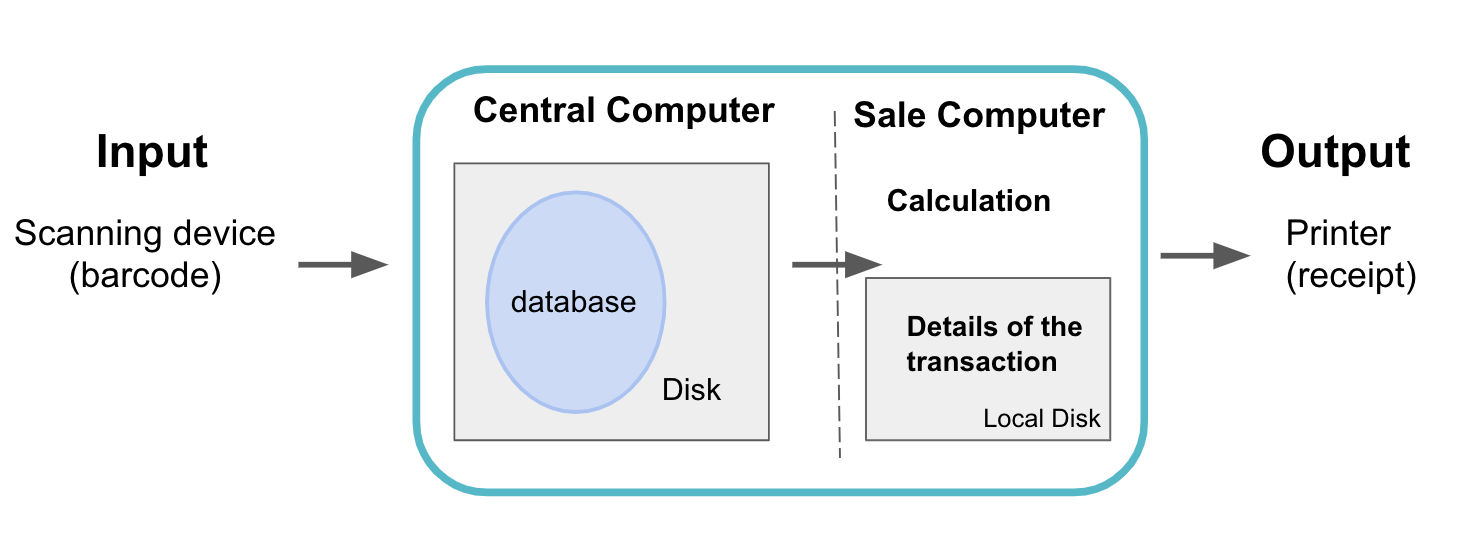 Input
Scanning device
(barcode)
Central Computer
database
Disk
Sale Computer
Calculation
Details of the
transaction
Local Disk
Output
Printer
(receipt)